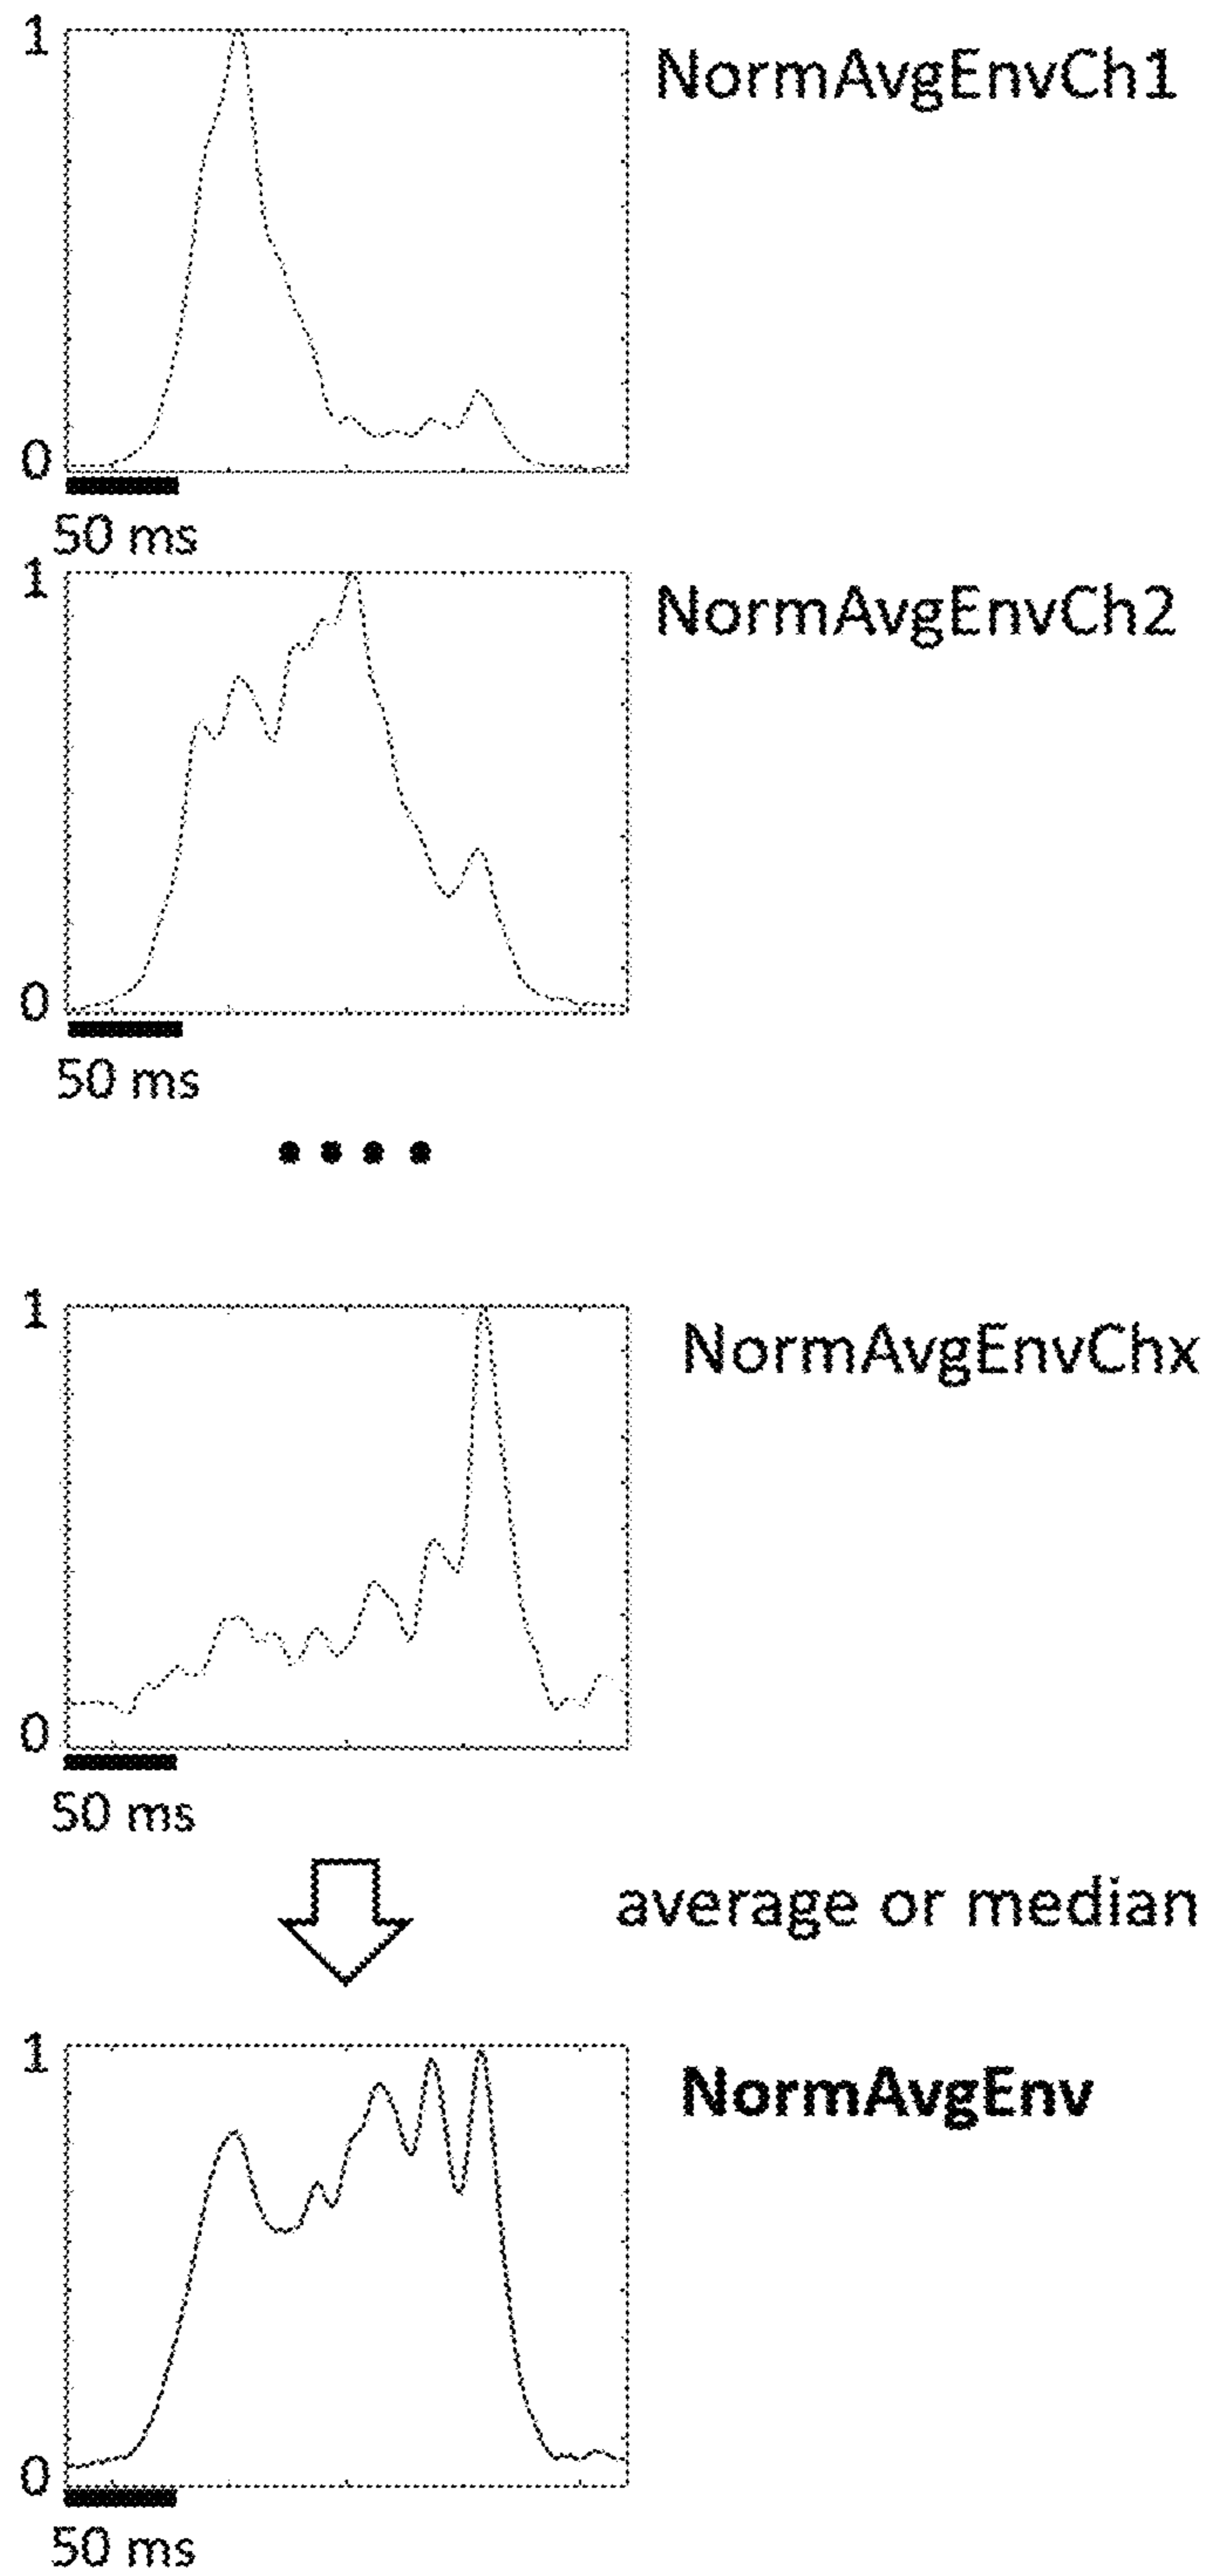 1
NormAvgEnvCh1
0
50 ms
1
NormAvgEnvCh2
0
50 ms
1
NormAvgEnvChx
0
50 ms
average or median
1
NormAvgEnv
0
50 ms